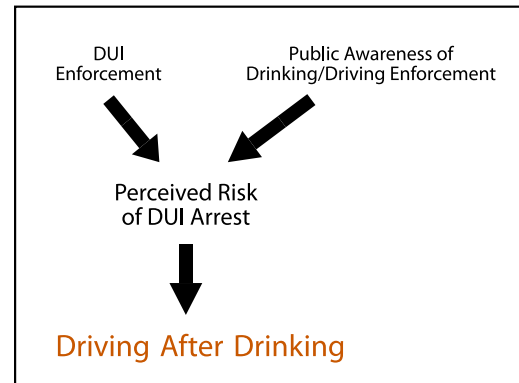 DUI
Enforcement
Public Awareness of
Drinking/Driving Enforcement
Perceived Risk
of DUI Arrest
Driving After Drinking